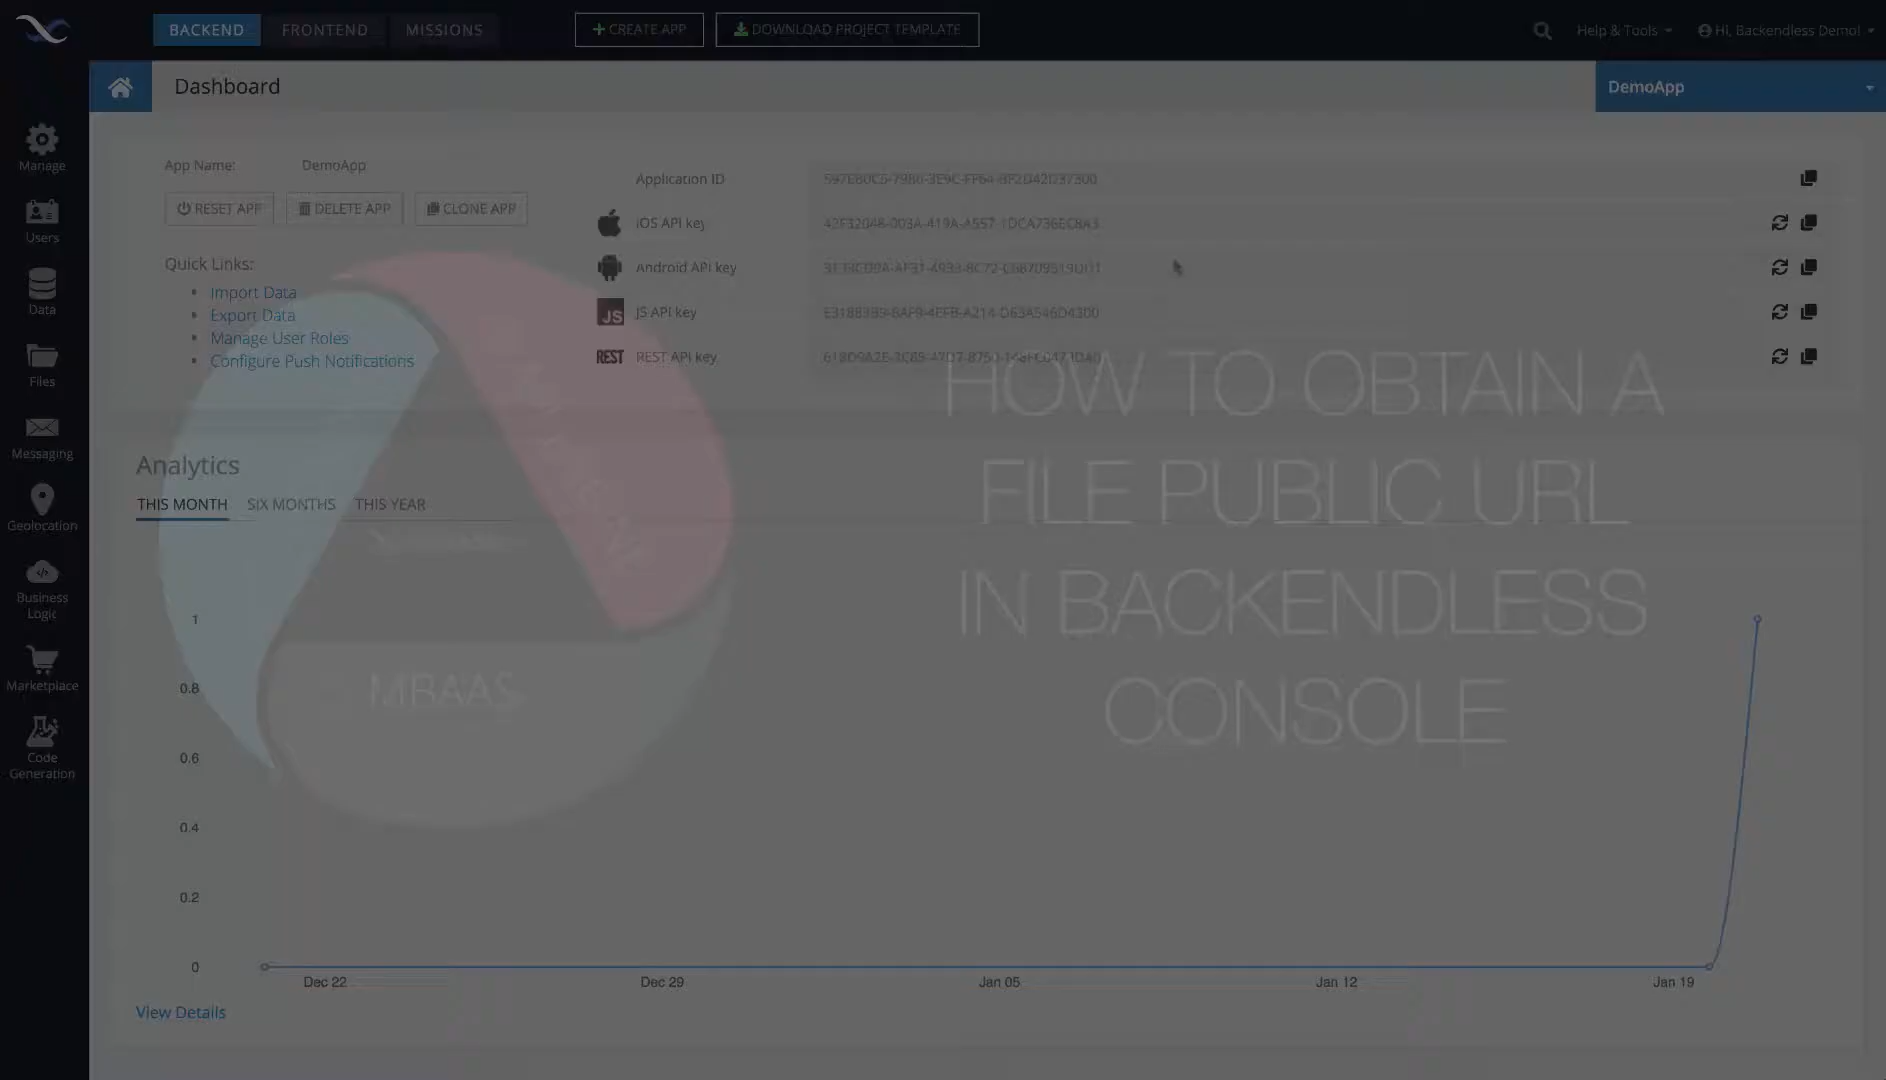 BACKEND FRONTEND MISSIONS CREATE APP DOWNLOAD PROJECT TEMPLATE Help & Tools Hi, Backendless Demo!
Dashboard DemoApp
Manage
Users
Data
Files
Messaging
Geolocation
Business
Logic
Marketplace
Code
Generation
App Name: DemoApp
RESET APP DELETE APP CLONE APP
Quick Links:
Import Data
Export Data
Manage User Roles
Configure Push Notifications
Application ID
iOS API key
Android API key
JS JS API key
REST REST API key
HOW TO OBTAIN A
FILE PUBLIC URL
IN BACKENDLESS
CONSOLE
MBAAS
Analytics
THIS MONTH SIX MONTHS THIS YEAR
1
0.8
0.6
0.4
0.2
0
Dec 22 Dec 29 Jan 05 Jan 12 Jan 19
View Details